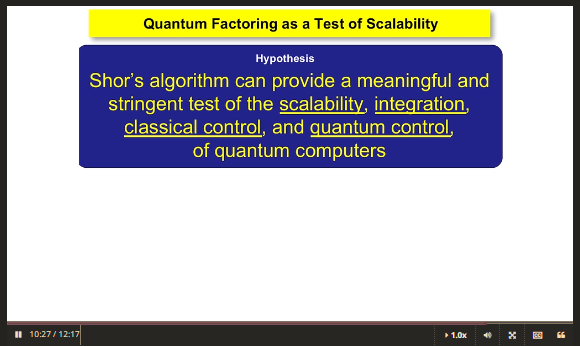 Quantum Factoring as a Test of Scalability
Hypothesis
Shor's algorithm can provide a meaningful and
stringent test of the scalability, integration,
classical control, and quantum control,
of quantum computers
10:27 / 12:17
1.0x